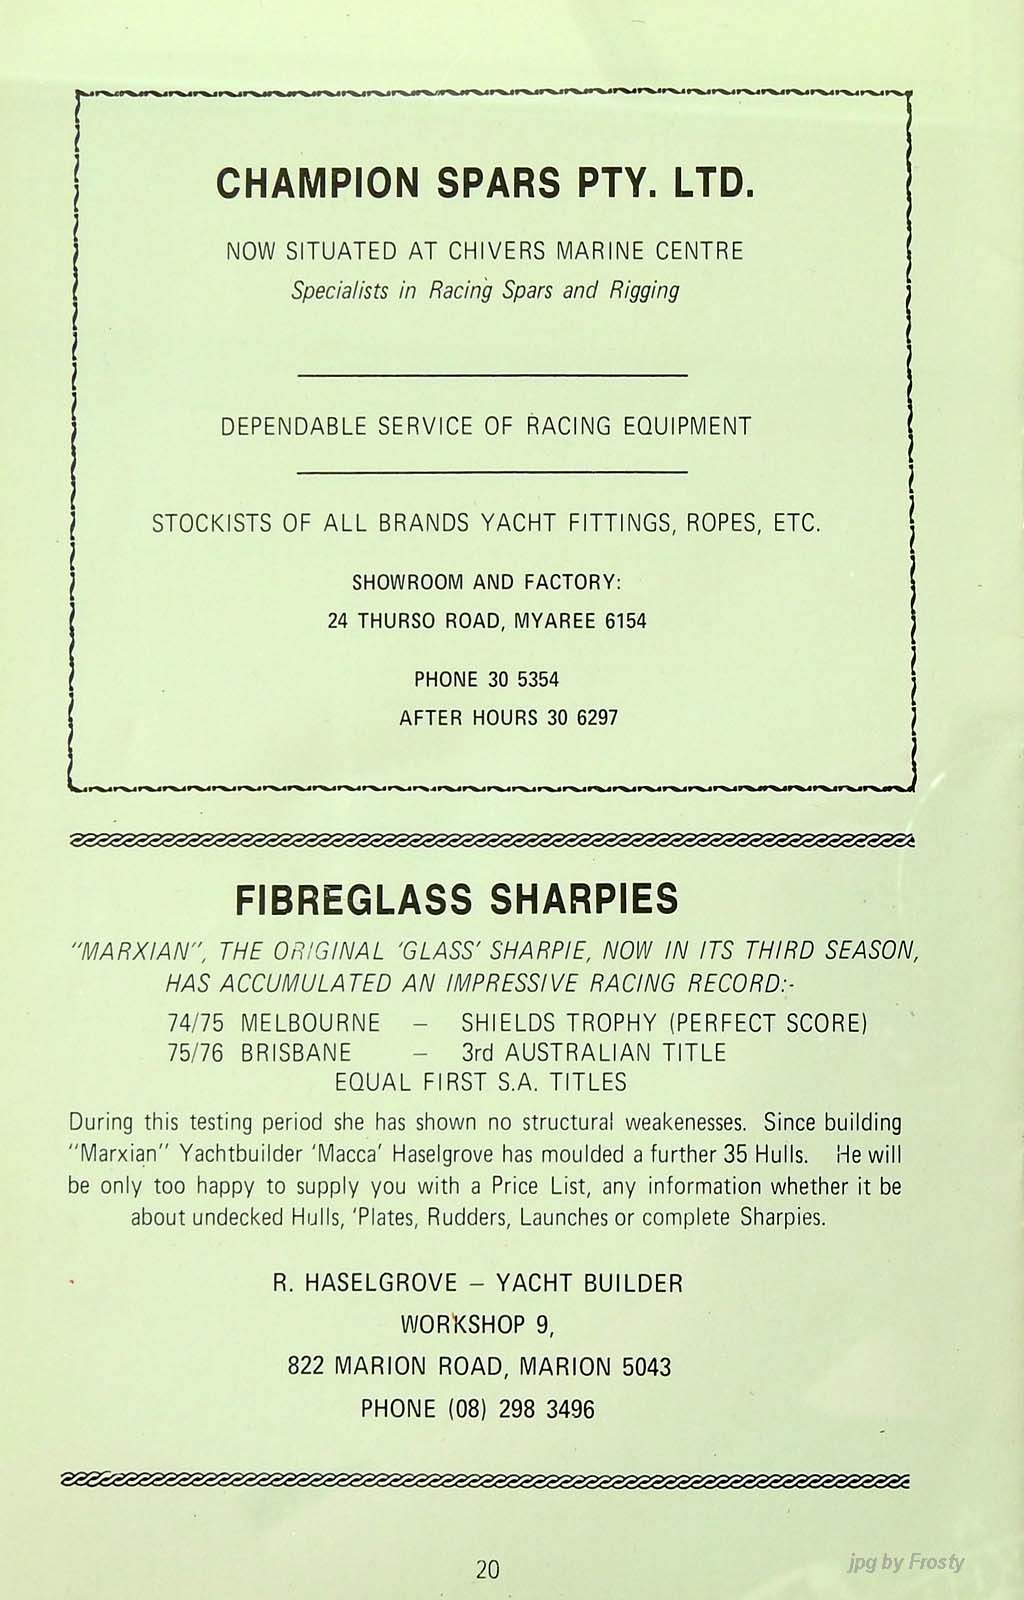 CHAMPION SPARS PTY. LTD.
NOW SITUATED AT CHIVERS MARINE CENTRE
Specialists in Racing Spars and Rigging
DEPENDABLE SERVICE OF RACING EQUIPMENT
STOCKISTS OF ALL BRANDS YACHT FITTINGS, ROPES, ETC.
SHOWROOM AND FACTORY:
24 THURSO ROAD, MYAREE 6154
PHONE 30 5354
AFTER HOURS 30 6297
FIBREGLASS SHARPIES
"MARXIAN", THE ORIGINAL 'GLASS' SHARPIE, NOW IN ITS THIRD SEASON,
HAS ACCUMULATED AN IMPRESSIVE RACING RECORD:-
74/75 MELBOURNE – SHIELDS TROPHY (PERFECT SCORE)
75/76 BRISBANE – 3rd AUSTRALIAN TITLE
EQUAL FIRST S.A. TITLES
During this testing period she has shown no structural weakenesses. Since building
"Marxian" Yachtbuilder 'Macca' Haselgrove has moulded a further 35 Hulls. He will
be only too happy to supply you with a Price List, any information whether it be
about undecked Hulls, 'Plates, Rudders, Launches or complete Sharpies.
R. HASELGROVE – YACHT BUILDER
WORKSHOP 9,
822 MARION ROAD, MARION 5043
PHONE (08) 298 3496
20
jpg by Frosty